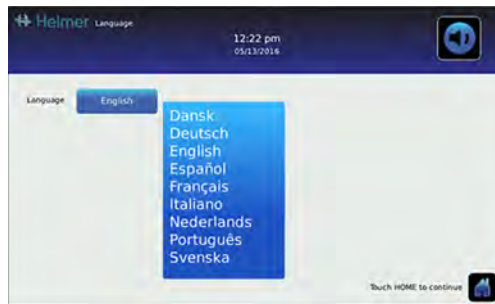 Helmer Language
12:22 pm
05/13/2016
Language English
Dansk
Deutsch
English
Español
Français
Italiano
Nederlands
Português
Svenska
Touch HOME to continue